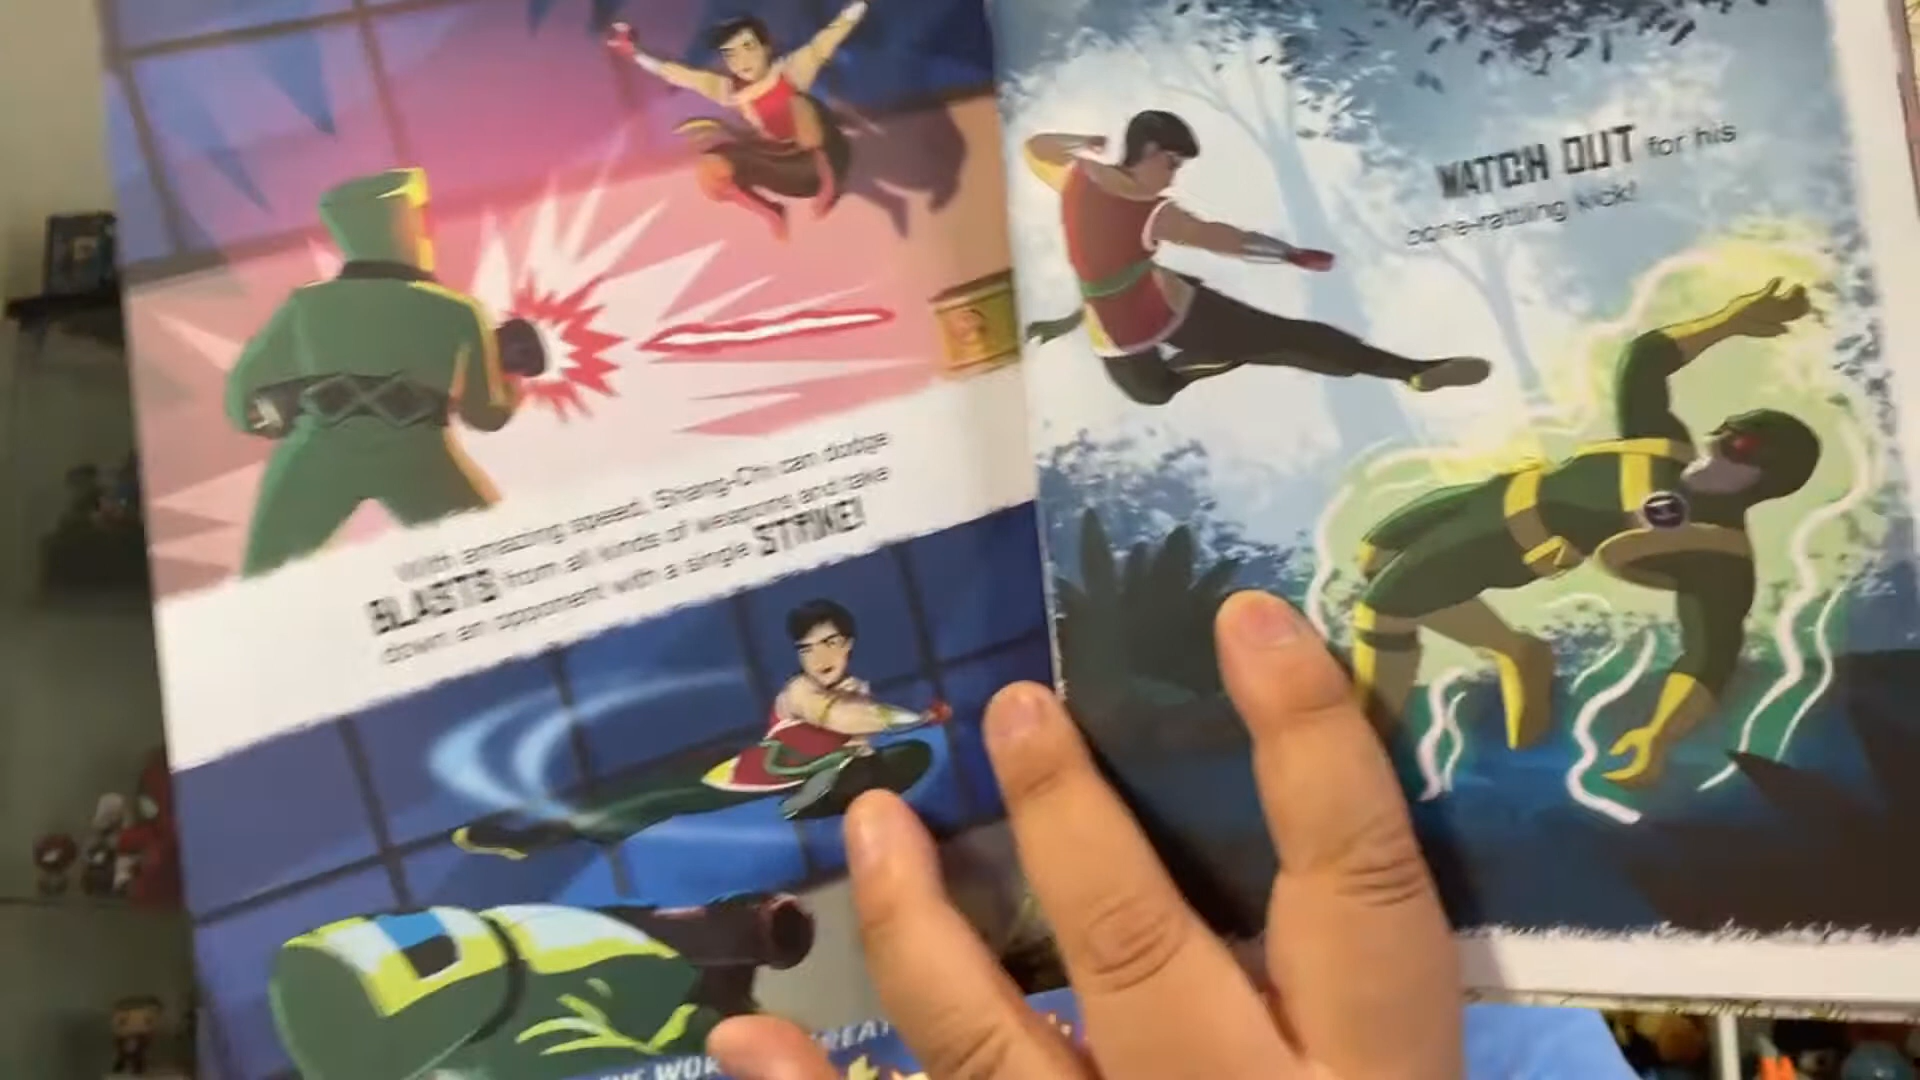 With amazing speed, Shang-Chi can dodge
BLASTS from all kinds of weapons and take
down an opponent with a single STRIKE!
WATCH OUT for his
bone-rattling kick!